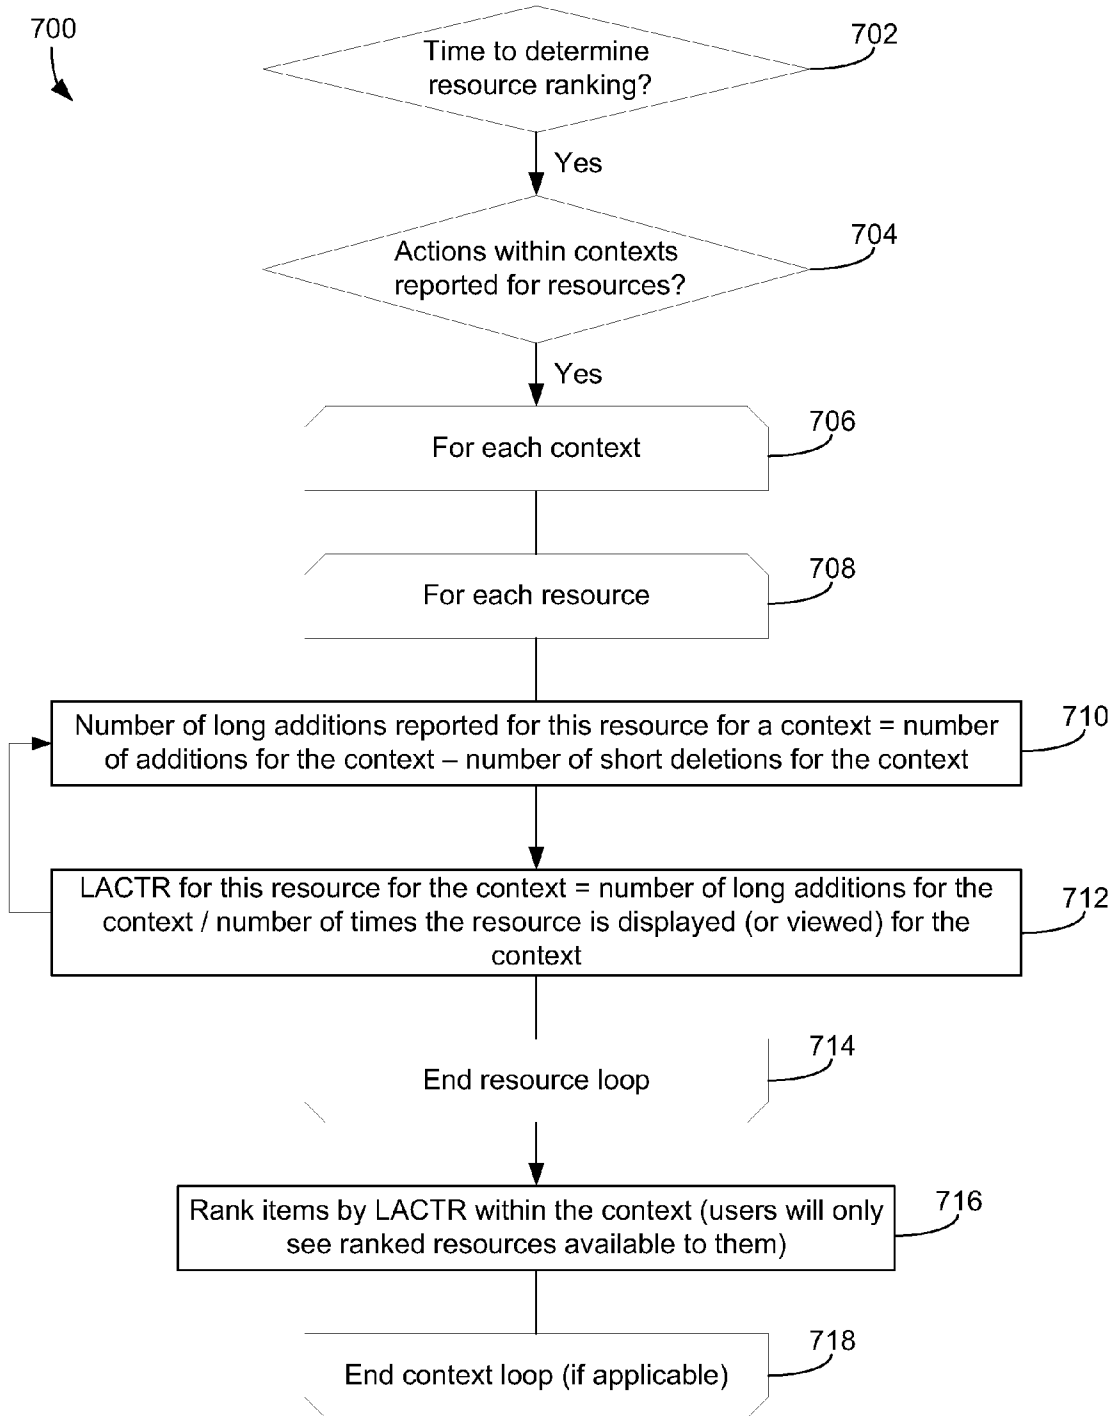 700
Time to determine
resource ranking?
702
Yes
Actions within contexts
reported for resources?
704
Yes
For each context
706
For each resource
708
Number of long additions reported for this resource for a context = number
of additions for the context – number of short deletions for the context
710
LACTR for this resource for the context = number of long additions for the
context / number of times the resource is displayed (or viewed) for the
context
712
End resource loop
714
Rank items by LACTR within the context (users will only
see ranked resources available to them)
716
End context loop (if applicable)
718